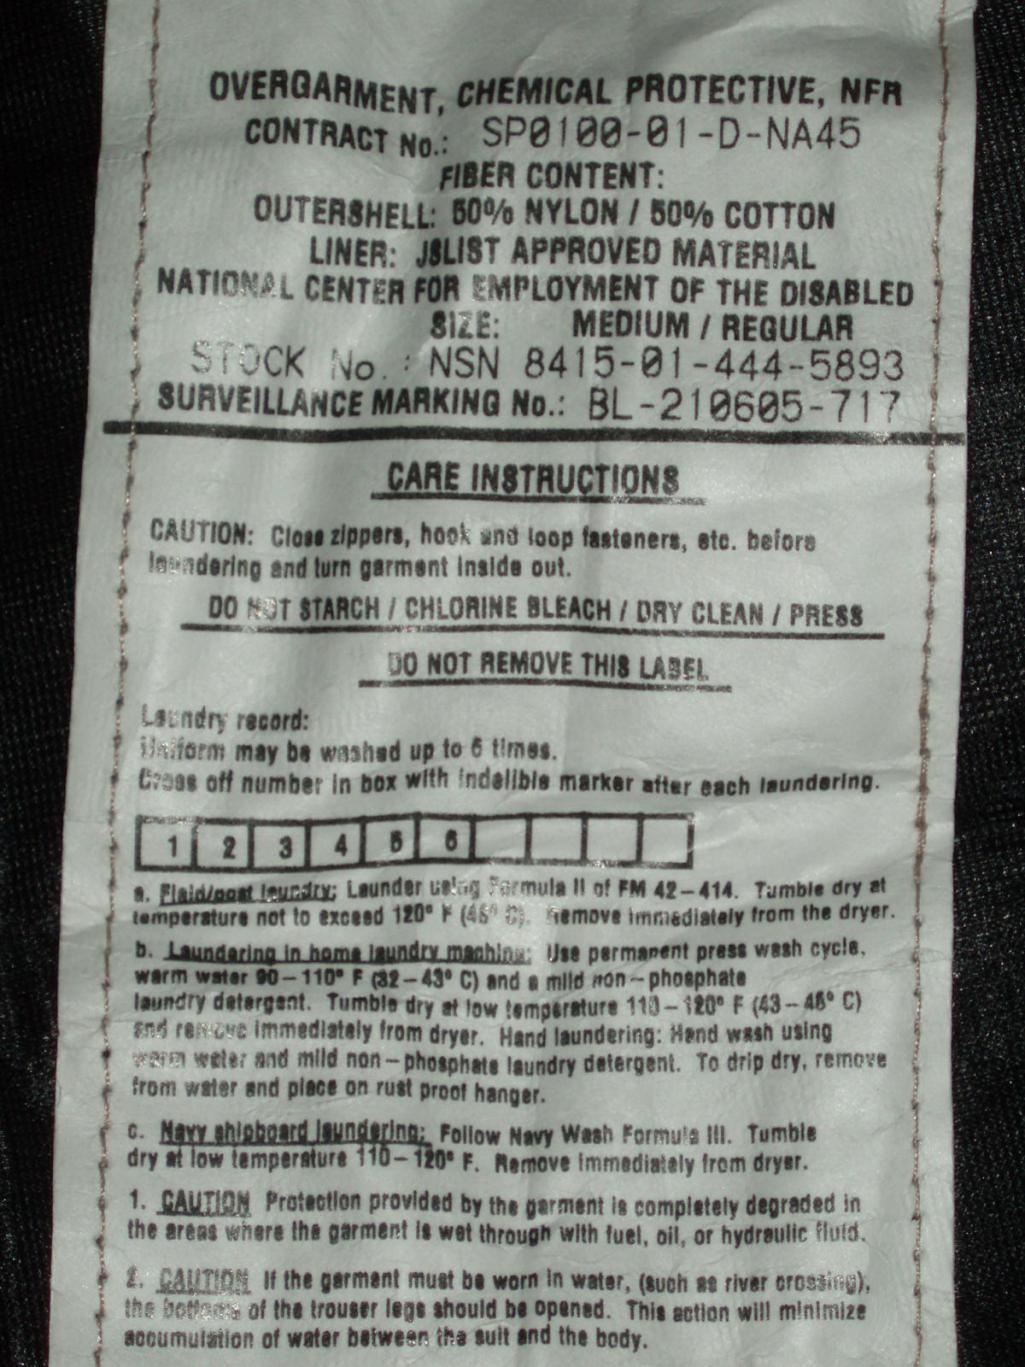 OVERGARMENT, CHEMICAL PROTECTIVE, NFR
CONTRACT No.: SP0100-01-D-NA45
FIBER CONTENT:
OUTERSHELL: 50% NYLON / 50% COTTON
LINER: JSLIST APPROVED MATERIAL
NATIONAL CENTER FOR EMPLOYMENT OF THE DISABLED
SIZE: MEDIUM / REGULAR
STOCK No.: NSN 8415-01-444-5893
SURVEILLANCE MARKING No.: BL-210605-717
CARE INSTRUCTIONS
CAUTION: Close zippers, hook and loop fasteners, etc. before
laundering and turn garment inside out.
DO NOT STARCH / CHLORINE BLEACH / DRY CLEAN / PRESS
DO NOT REMOVE THIS LABEL
Laundry record:
Uniform may be washed up to 6 times.
Cross off number in box with indelible marker after each laundering.
1 2 3 4 5 6
a. Field/post laundry: Launder using Formula II of FM 42-414. Tumble dry at
temperature not to exceed 120° F (48° C). Remove immediately from the dryer.
b. Laundering in home laundry machine: Use permanent press wash cycle,
warm water 90-110° F (32-43° C) and a mild non-phosphate
laundry detergent. Tumble dry at low temperature 110-120° F (43-48° C)
and remove immediately from dryer. Hand laundering: Hand wash using
warm water and mild non-phosphate laundry detergent. To drip dry, remove
from water and place on rust proof hanger.
c. Navy shipboard laundering: Follow Navy Wash Formula III. Tumble
dry at low temperature 110-120° F. Remove immediately from dryer.
1. CAUTION Protection provided by the garment is completely degraded in
the areas where the garment is wet through with fuel, oil, or hydraulic fluid.
2. CAUTION If the garment must be worn in water, (such as river crossing),
the bottoms of the trouser legs should be opened. This action will minimize
accumulation of water between the suit and the body.